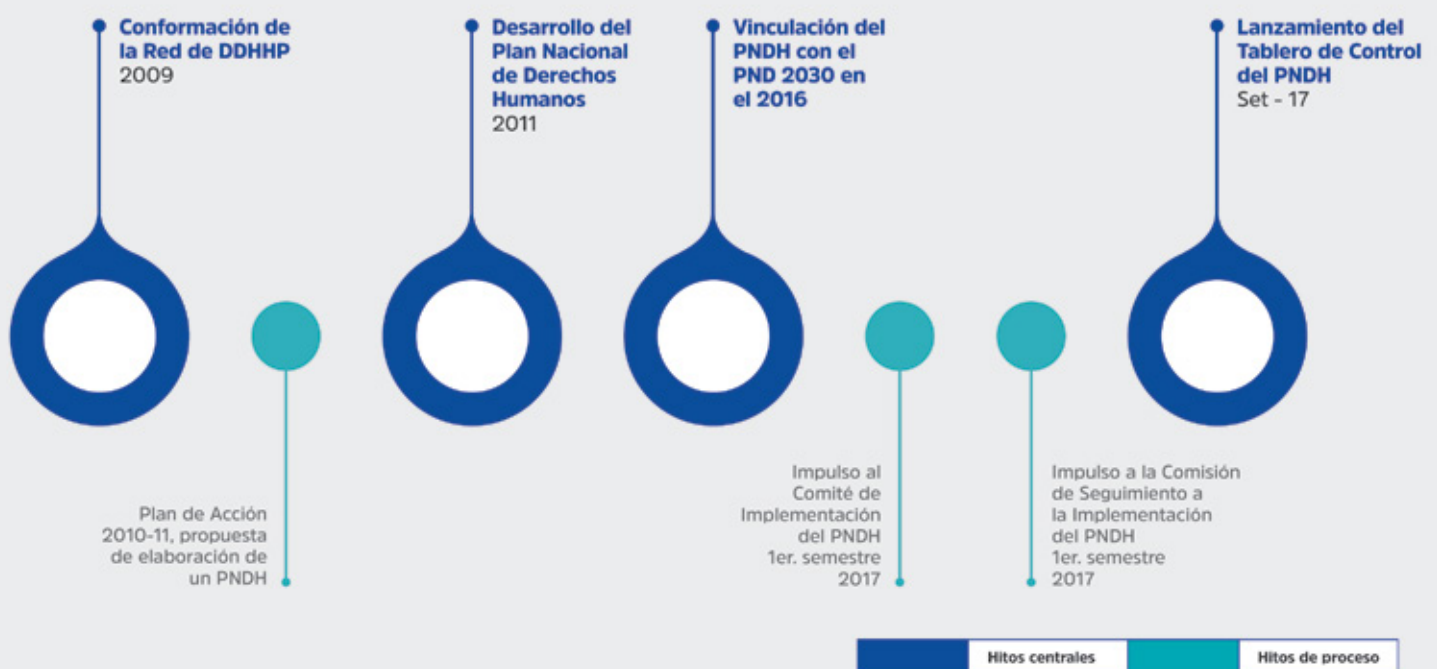 Conformación de
la Red de DDHHP
2009
Desarrollo del
Plan Nacional
de Derechos
Humanos
2011
Vinculación del
PNDH con el
PND 2030 en
el 2016
Lanzamiento del
Tablero de Control
del PNDH
Set - 17
Plan de Acción
2010-11, propuesta
de elaboración de
un PNDH
Impulso al
Comité de
Implementación
del PNDH
1er. semestre
2017
Impulso a la Comisión
de Seguimiento a
la Implementación
del PNDH
1er. semestre
2017
Hitos centrales
Hitos de proceso